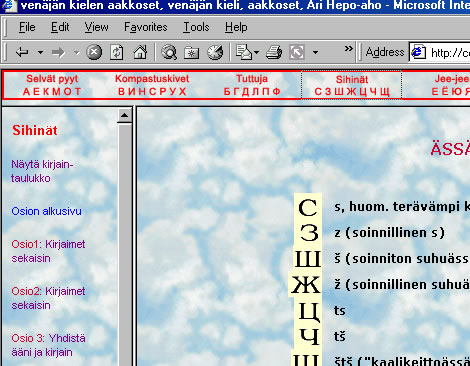 venäjän kielen aakkoset, venäjän kieli, aakkoset, Ari Hepo-aho - Microsoft Inte
File Edit View Favorites Tools Help
Address http://c
Selvät pyyt Kompastuskivet Tuttuja Sihinät Jee-jee
А Е К М О Т В И Н С Р У Х Б Г Д Л П Ф С З Ш Ж Ц Ч Щ Е Ё Ю Я
Sihinät
Näytä kirjain-
taulukko
Osion alkusivu
Osio1: Kirjaimet
sekaisin
Osio2: Kirjaimet
sekaisin
Osio 3: Yhdistä
ääni ja kirjain
ÄSSÄ
С s, huom. terävämpi k
З z (soinnillinen s)
Ш š (soinniton suhuäss
Ж ž (soinnillinen suhuä
Ц ts
Ч tš
Щ štš ("kaalikeittoässä